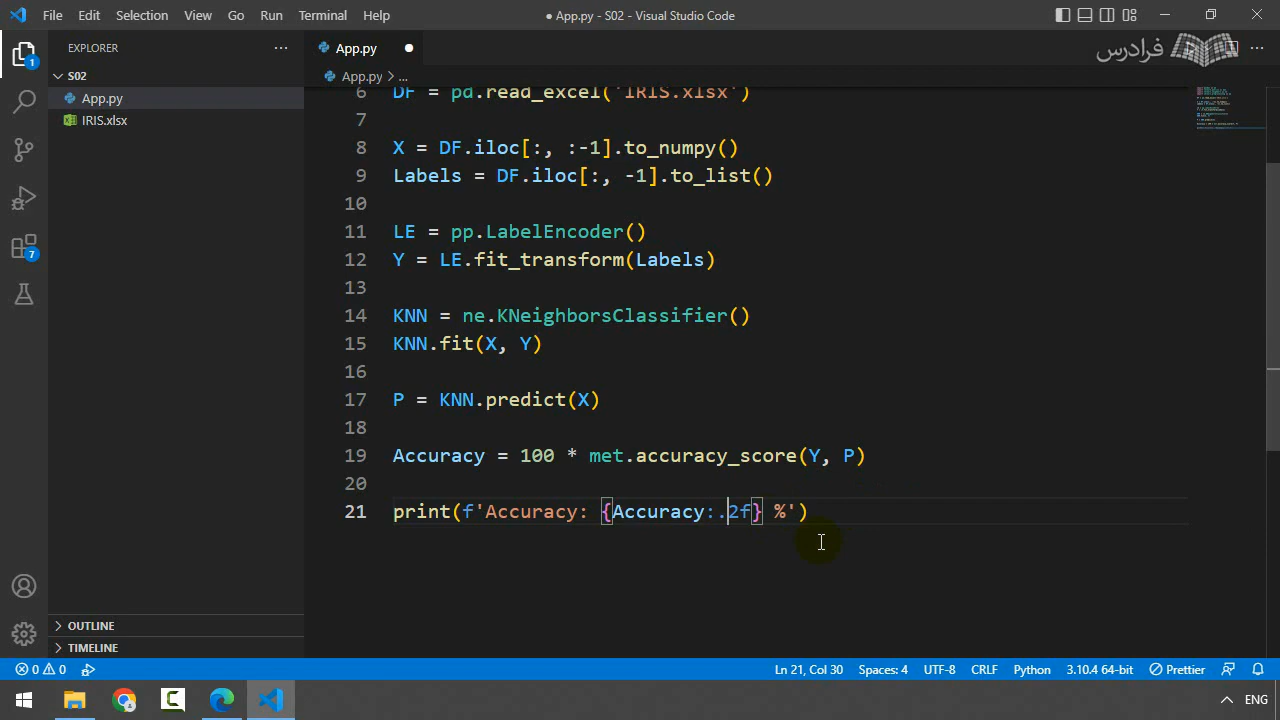 File Edit Selection View Go Run Terminal Help
● App.py - S02 - Visual Studio Code
EXPLORER
S02
App.py
IRIS.xlsx
OUTLINE
TIMELINE
App.py
فرادرس
App.py > ...
6 DF = pd.read_excel('IRIS.xlsx')
7
8 X = DF.iloc[:, :-1].to_numpy()
9 Labels = DF.iloc[:, -1].to_list()
10
11 LE = pp.LabelEncoder()
12 Y = LE.fit_transform(Labels)
13
14 KNN = ne.KNeighborsClassifier()
15 KNN.fit(X, Y)
16
17 P = KNN.predict(X)
18
19 Accuracy = 100 * met.accuracy_score(Y, P)
20
21 print(f'Accuracy: {Accuracy:.2f} %')
1
7
0 0 Ln 21, Col 30 Spaces: 4 UTF-8 CRLF Python 3.10.4 64-bit Prettier
ENG